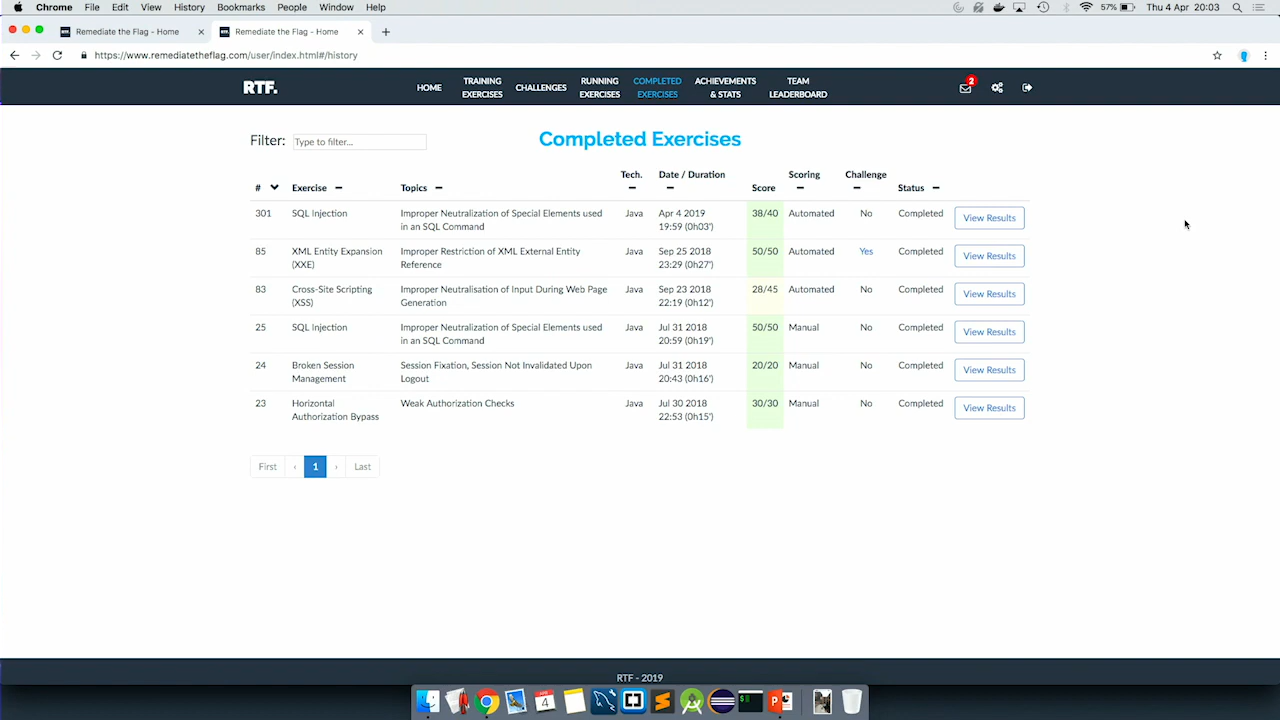 Chrome File Edit View History Bookmarks People Window Help 57% Thu 4 Apr 20:03
Remediate the Flag - Home Remediate the Flag - Home
https://www.remediatetheflag.com/user/index.html#/history
RTF. HOME TRAINING EXERCISES CHALLENGES RUNNING EXERCISES COMPLETED EXERCISES ACHIEVEMENTS & STATS TEAM LEADERBOARD 2
Filter: Type to filter... Completed Exercises
# Exercise Topics Tech. Date / Duration Score Scoring Challenge Status
301 SQL Injection Improper Neutralization of Special Elements used Java Apr 4 2019 38/40 Automated No Completed View Results
in an SQL Command 19:59 (0h03')
85 XML Entity Expansion Improper Restriction of XML External Entity Java Sep 25 2018 50/50 Automated Yes Completed View Results
(XXE) Reference 23:29 (0h27')
83 Cross-Site Scripting Improper Neutralisation of Input During Web Page Java Sep 23 2018 28/45 Automated No Completed View Results
(XSS) Generation 22:19 (0h12')
25 SQL Injection Improper Neutralization of Special Elements used Java Jul 31 2018 50/50 Manual No Completed View Results
in an SQL Command 20:59 (0h19')
24 Broken Session Session Fixation, Session Not Invalidated Upon Java Jul 31 2018 20/20 Manual No Completed View Results
Management Logout 20:43 (0h16')
23 Horizontal Weak Authorization Checks Java Jul 30 2018 30/30 Manual No Completed View Results
Authorization Bypass 22:53 (0h15')
First ‹ 1 › Last
RTF - 2019